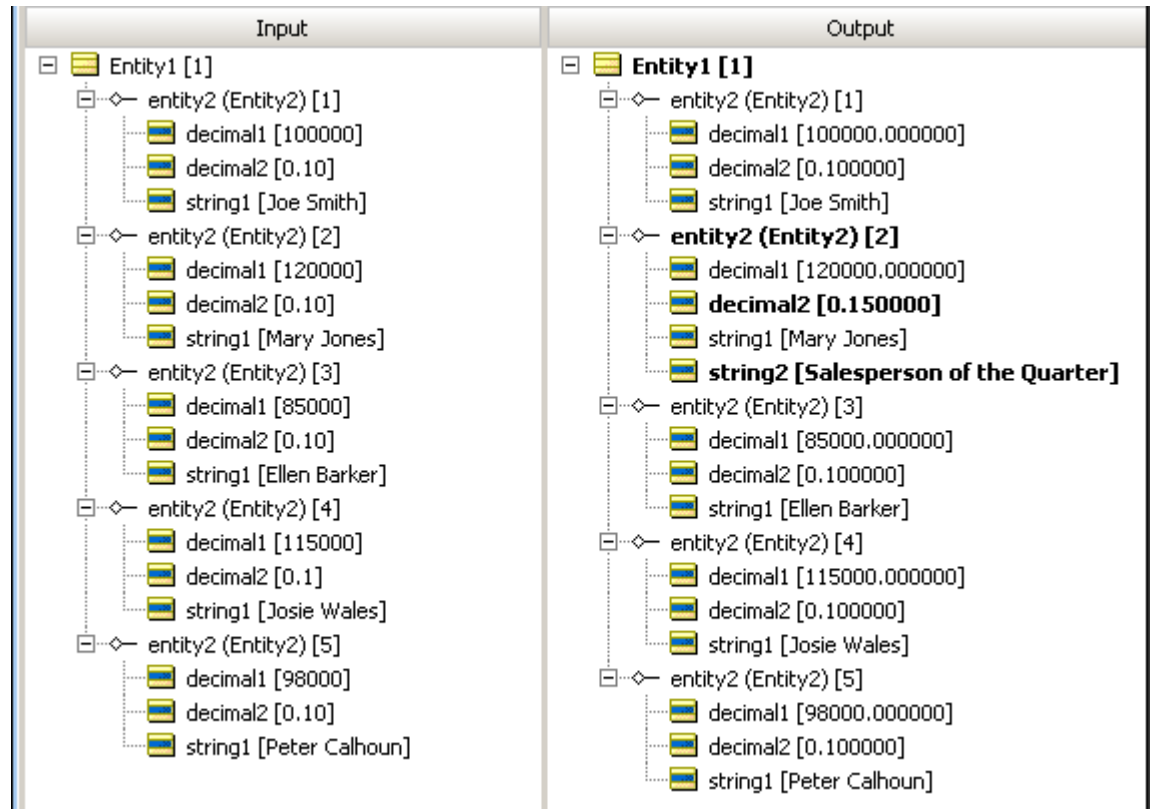 Input
Entity1 [1]
entity2 (Entity2) [1]
decimal1 [100000]
decimal2 [0.10]
string1 [Joe Smith]
entity2 (Entity2) [2]
decimal1 [120000]
decimal2 [0.10]
string1 [Mary Jones]
entity2 (Entity2) [3]
decimal1 [85000]
decimal2 [0.10]
string1 [Ellen Barker]
entity2 (Entity2) [4]
decimal1 [115000]
decimal2 [0.1]
string1 [Josie Wales]
entity2 (Entity2) [5]
decimal1 [98000]
decimal2 [0.10]
string1 [Peter Calhoun]
Output
Entity1 [1]
entity2 (Entity2) [1]
decimal1 [100000.000000]
decimal2 [0.100000]
string1 [Joe Smith]
entity2 (Entity2) [2]
decimal1 [120000.000000]
decimal2 [0.150000]
string1 [Mary Jones]
string2 [Salesperson of the Quarter]
entity2 (Entity2) [3]
decimal1 [85000.000000]
decimal2 [0.100000]
string1 [Ellen Barker]
entity2 (Entity2) [4]
decimal1 [115000.000000]
decimal2 [0.100000]
string1 [Josie Wales]
entity2 (Entity2) [5]
decimal1 [98000.000000]
decimal2 [0.100000]
string1 [Peter Calhoun]